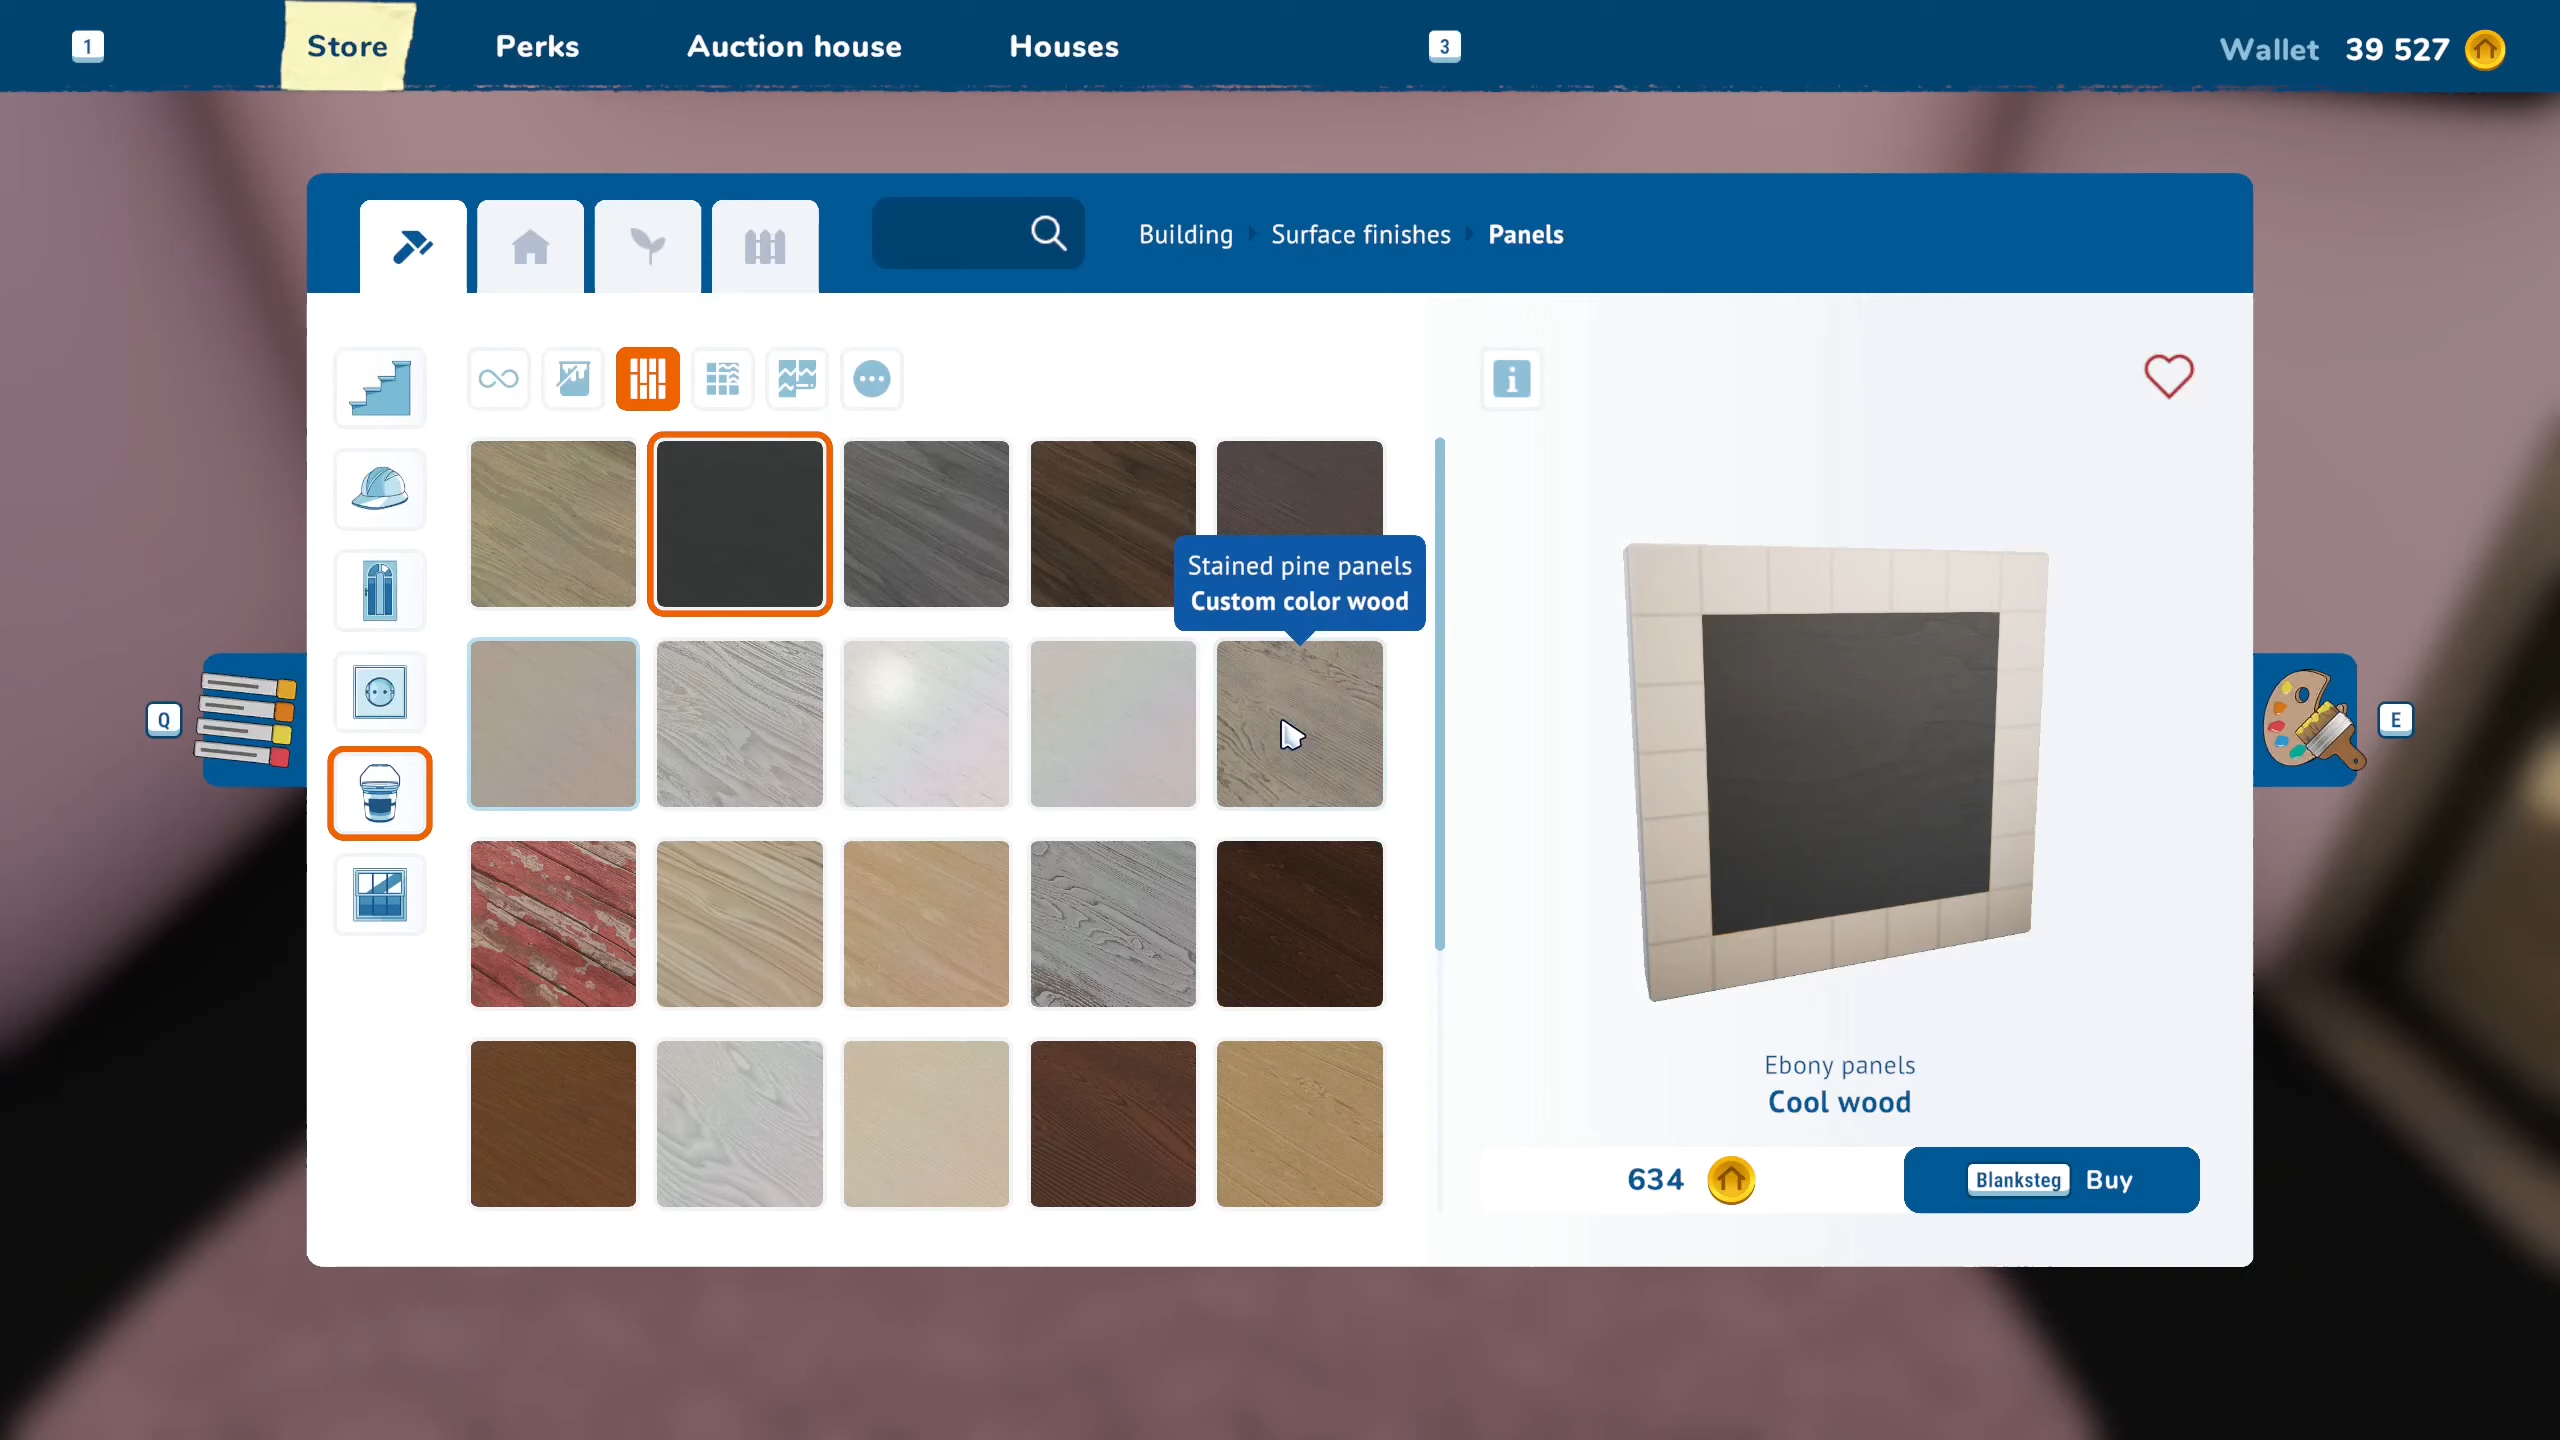 1
Store
Perks
Auction house
Houses
3
Wallet 39 527
Building Surface finishes Panels
Stained pine panels
Custom color wood
Q
E
Ebony panels
Cool wood
634
Blanksteg Buy